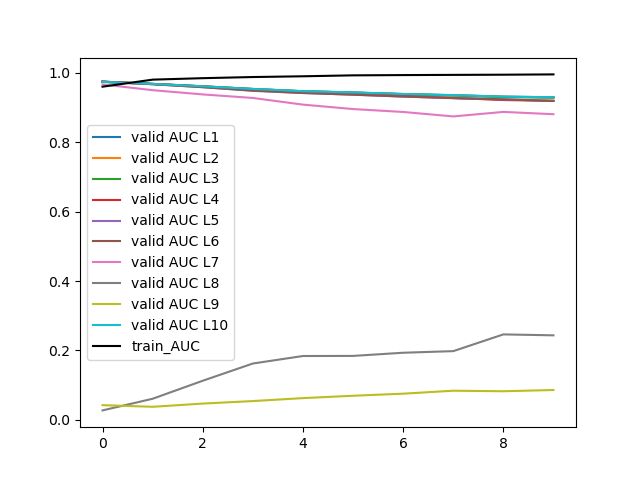 1.0
0.8
0.6
0.4
0.2
0.0
valid AUC L1
valid AUC L2
valid AUC L3
valid AUC L4
valid AUC L5
valid AUC L6
valid AUC L7
valid AUC L8
valid AUC L9
valid AUC L10
train_AUC
0 2 4 6 8